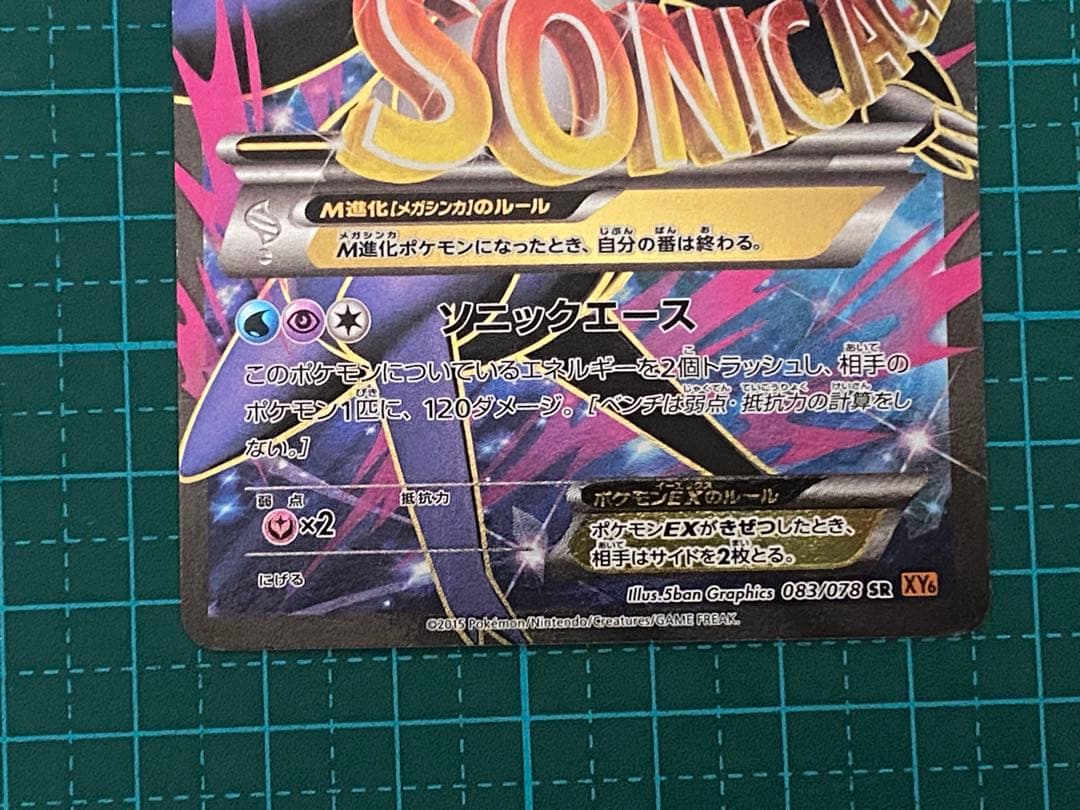 SONIC AC
M進化[メガシンカ]のルール
M進化ポケモンになったとき、自分の番は終わる。
ソニックエース
このポケモンについているエネルギーを2個トラッシュし、相手の
ポケモン1匹に、120ダメージ。[ベンチは弱点・抵抗力の計算をし
ない。]
弱点 抵抗力
×2
にげる
ポケモンEXのルール
ポケモンEXがきぜつしたとき、
相手はサイドを2枚とる。
Illus.5ban Graphics 083/078 SR XY6
©2015 Pokémon/Nintendo/Creatures/GAME FREAK.